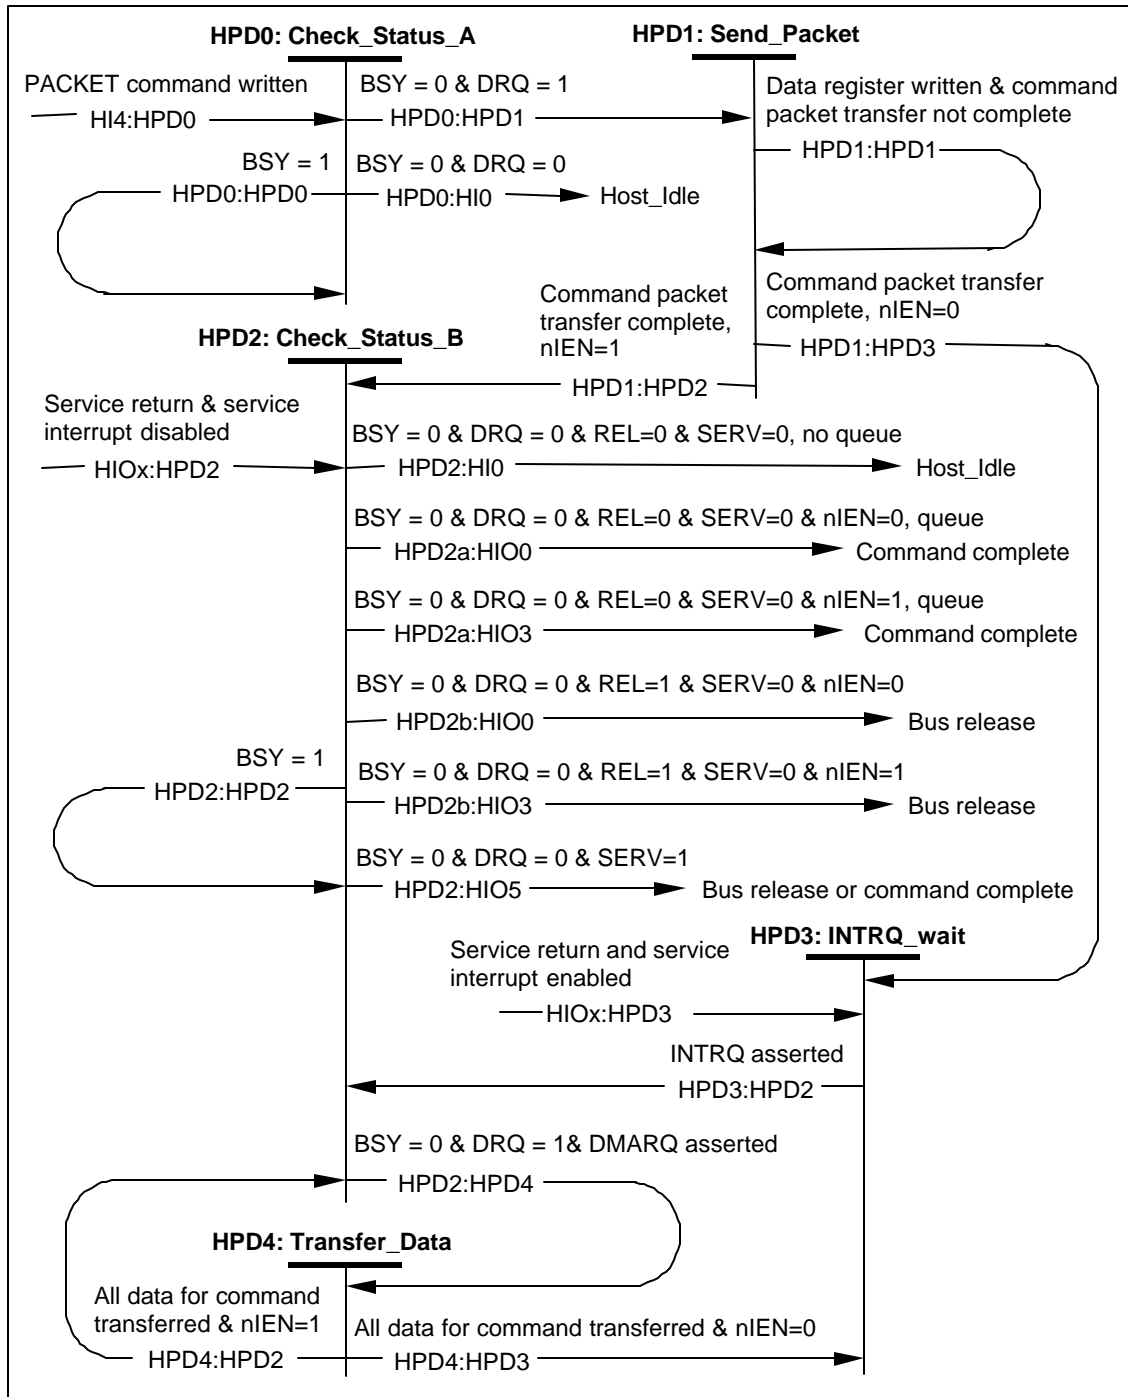 HPD0: Check_Status_A
HPD1: Send_Packet
PACKET command written
HI4:HPD0
BSY = 0 & DRQ = 1
HPD0:HPD1
Data register written & command
packet transfer not complete
HPD1:HPD1
BSY = 1
HPD0:HPD0
BSY = 0 & DRQ = 0
HPD0:HI0
Host_Idle
Command packet
transfer complete,
nIEN=1
HPD1:HPD2
Command packet transfer
complete, nIEN=0
HPD1:HPD3
HPD2: Check_Status_B
Service return & service
interrupt disabled
HIOx:HPD2
BSY = 0 & DRQ = 0 & REL=0 & SERV=0, no queue
HPD2:HI0
Host_Idle
BSY = 0 & DRQ = 0 & REL=0 & SERV=0 & nIEN=0, queue
HPD2a:HIO0
Command complete
BSY = 0 & DRQ = 0 & REL=0 & SERV=0 & nIEN=1, queue
HPD2a:HIO3
Command complete
BSY = 0 & DRQ = 0 & REL=1 & SERV=0 & nIEN=0
HPD2b:HIO0
Bus release
BSY = 1
HPD2:HPD2
BSY = 0 & DRQ = 0 & REL=1 & SERV=0 & nIEN=1
HPD2b:HIO3
Bus release
BSY = 0 & DRQ = 0 & SERV=1
HPD2:HIO5
Bus release or command complete
HPD3: INTRQ_wait
Service return and service
interrupt enabled
HIOx:HPD3
INTRQ asserted
HPD3:HPD2
BSY = 0 & DRQ = 1& DMARQ asserted
HPD2:HPD4
HPD4: Transfer_Data
All data for command
transferred & nIEN=1
HPD4:HPD2
All data for command transferred & nIEN=0
HPD4:HPD3